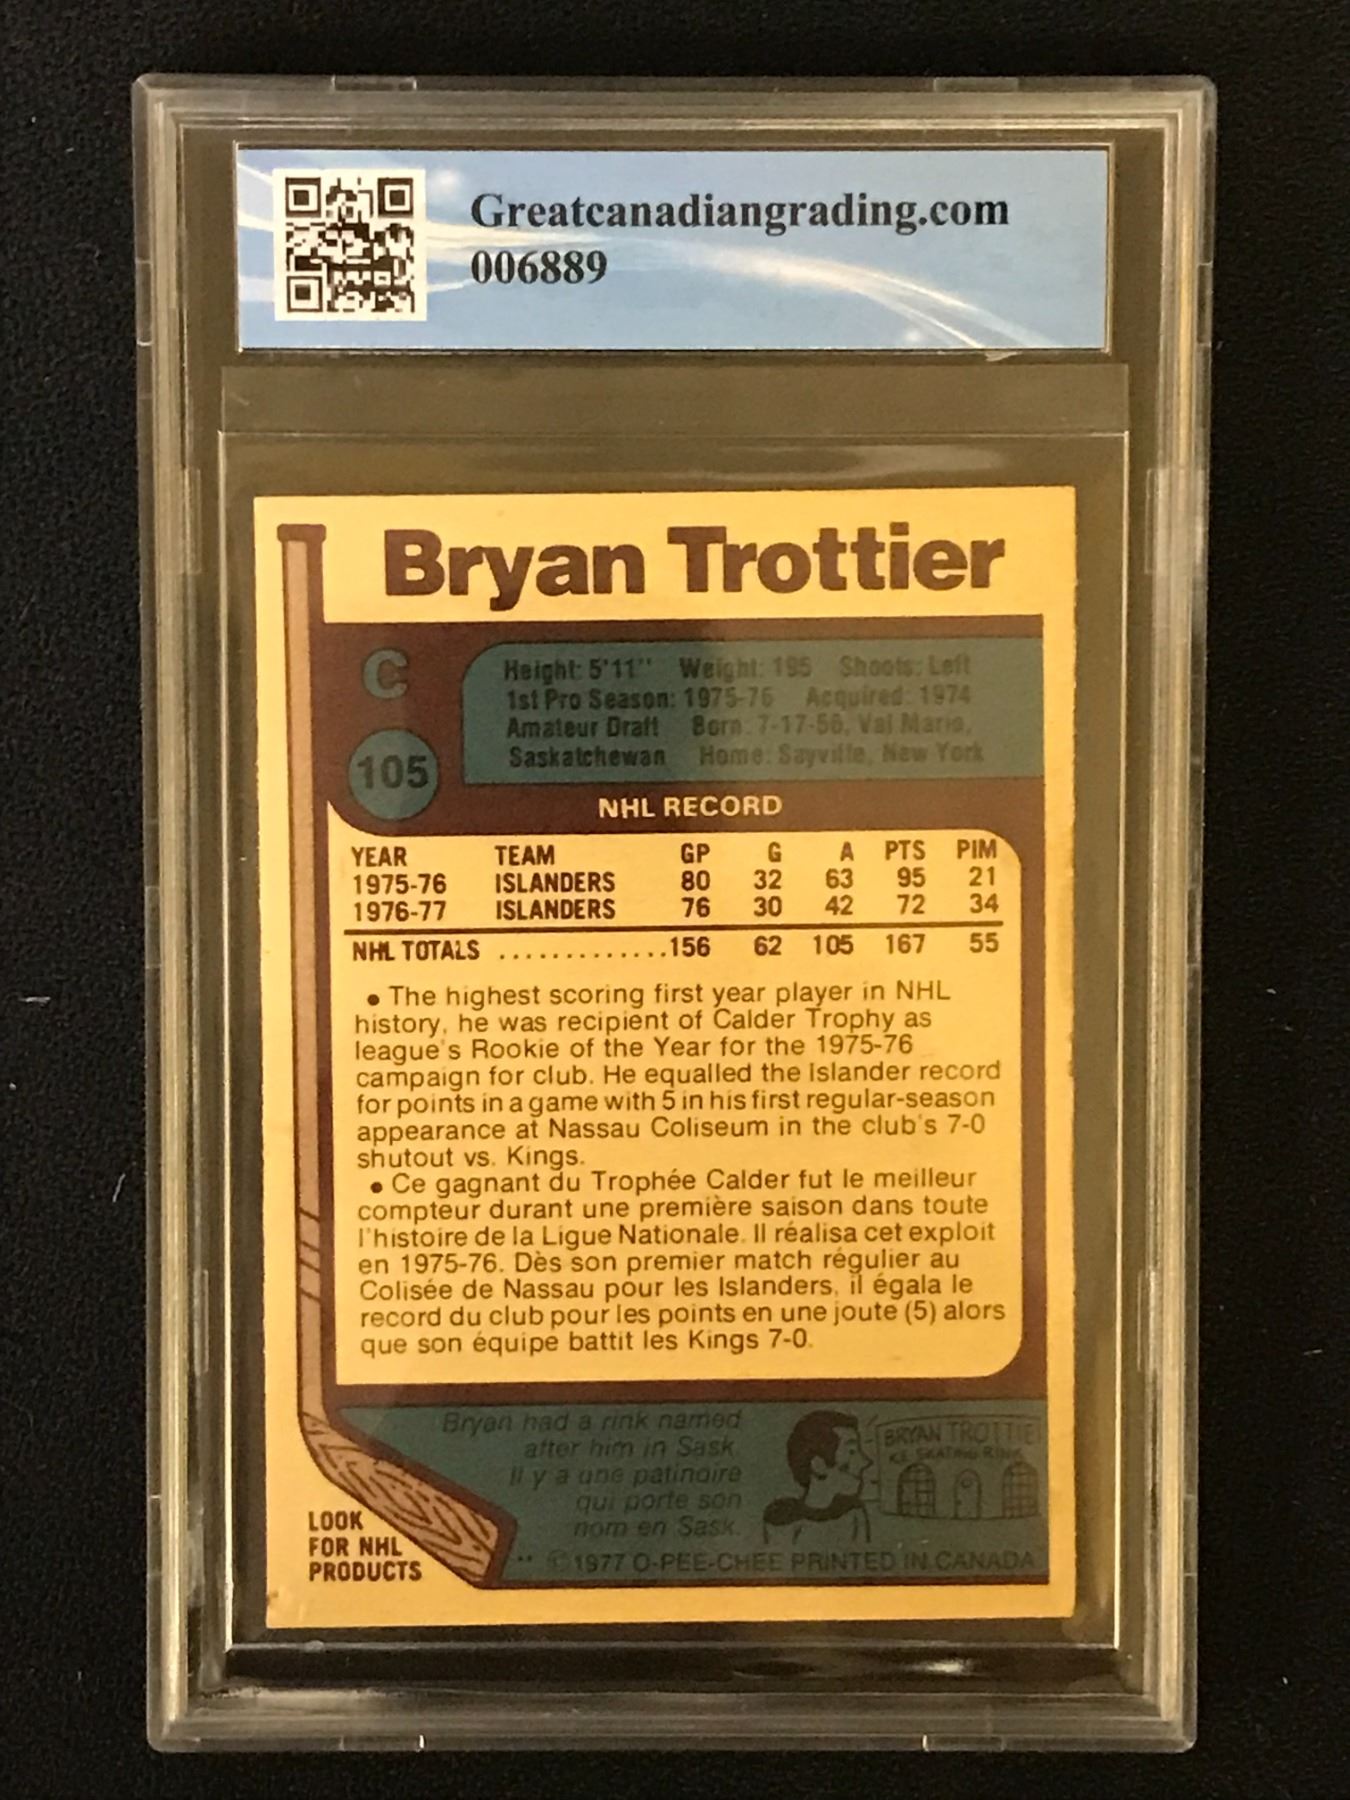 Greatcanadiangrading.com
006889
Bryan Trottier
C
Height: 5'11" Weight: 195 Shoots: Left
1st Pro Season: 1975-76 Acquired: 1974
Amateur Draft Born: 7-17-56, Val Marie,
Saskatchewan Home: Sayville, New York
105
NHL RECORD
YEAR TEAM GP G A PTS PIM
1975-76 ISLANDERS 80 32 63 95 21
1976-77 ISLANDERS 76 30 42 72 34
NHL TOTALS .............156 62 105 167 55
• The highest scoring first year player in NHL
history, he was recipient of Calder Trophy as
league's Rookie of the Year for the 1975-76
campaign for club. He equalled the Islander record
for points in a game with 5 in his first regular-season
appearance at Nassau Coliseum in the club's 7-0
shutout vs. Kings.
• Ce gagnant du Trophée Calder fut le meilleur
compteur durant une première saison dans toute
l'histoire de la Ligue Nationale. Il réalisa cet exploit
en 1975-76. Dès son premier match régulier au
Colisée de Nassau pour les Islanders, il égala le
record du club pour les points en une joute (5) alors
que son équipe battit les Kings 7-0.
Bryan had a rink named
after him in Sask.
Il y a une patinoire
qui porte son
nom en Sask.
BRYAN TROTTIE
ICE SKATING RINK
LOOK
FOR NHL
PRODUCTS
** © 1977 O-PEE-CHEE PRINTED IN CANADA